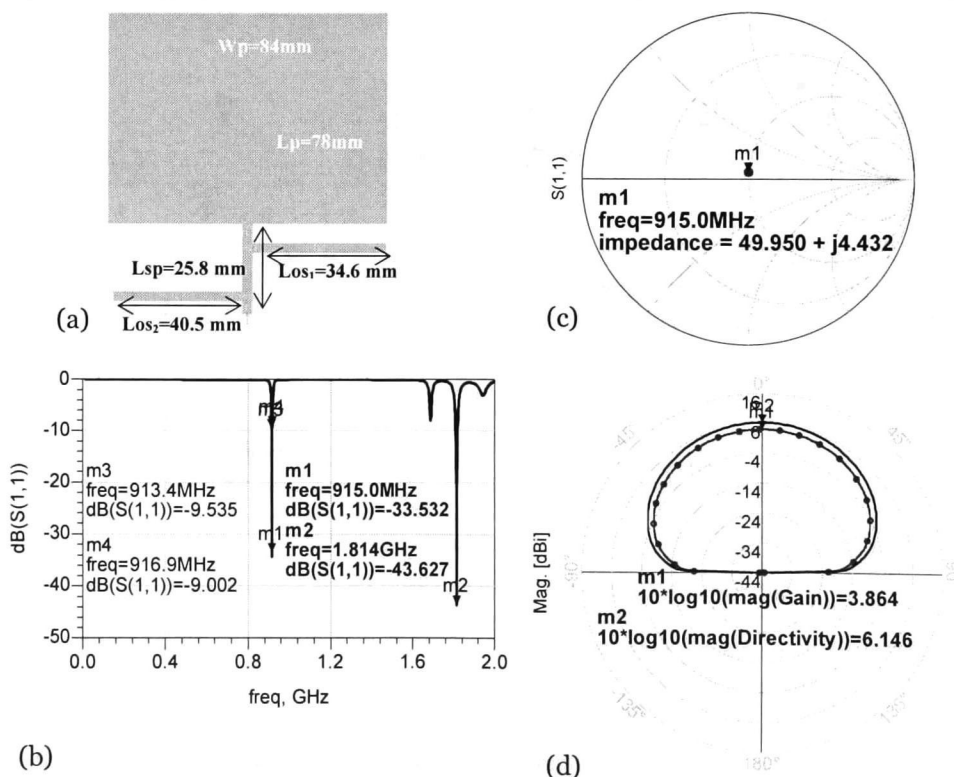 Wp=84mm
Lp=78mm
Lsp=25.8 mm
Los₁=34.6 mm
Los₂=40.5 mm
(a)
S(1,1)
m1
m1
freq=915.0MHz
impedance = 49.950 + j4.432
(c)
dB(S(1,1))
0
-10
-20
-30
-40
-50
m3
freq=913.4MHz
dB(S(1,1))=-9.535
m4
freq=916.9MHz
dB(S(1,1))=-9.002
m1
freq=915.0MHz
dB(S(1,1))=-33.532
m2
freq=1.814GHz
dB(S(1,1))=-43.627
m1
m2
0.0 0.4 0.8 1.2 1.6 2.0
freq, GHz
(b)
Mag. [dBi]
0°
-45°
45°
16
m2
6
-4
-14
-24
-34
-44
-90°
m1
10*log10(mag(Gain))=3.864
m2
10*log10(mag(Directivity))=6.146
-135°
135°
180°
(d)